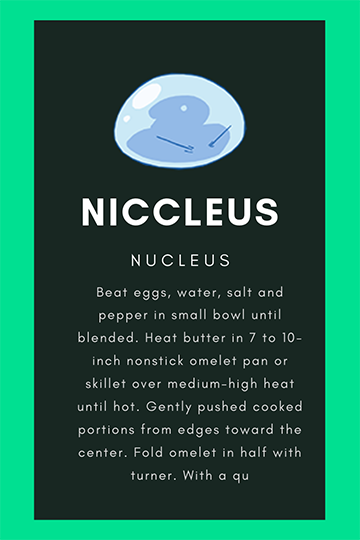 NICCLEUS
NUCLEUS
Beat eggs, water, salt and
pepper in small bowl until
blended. Heat butter in 7 to 10-
inch nonstick omelet pan or
skillet over medium-high heat
until hot. Gently pushed cooked
portions from edges toward the
center. Fold omelet in half with
turner. With a qu